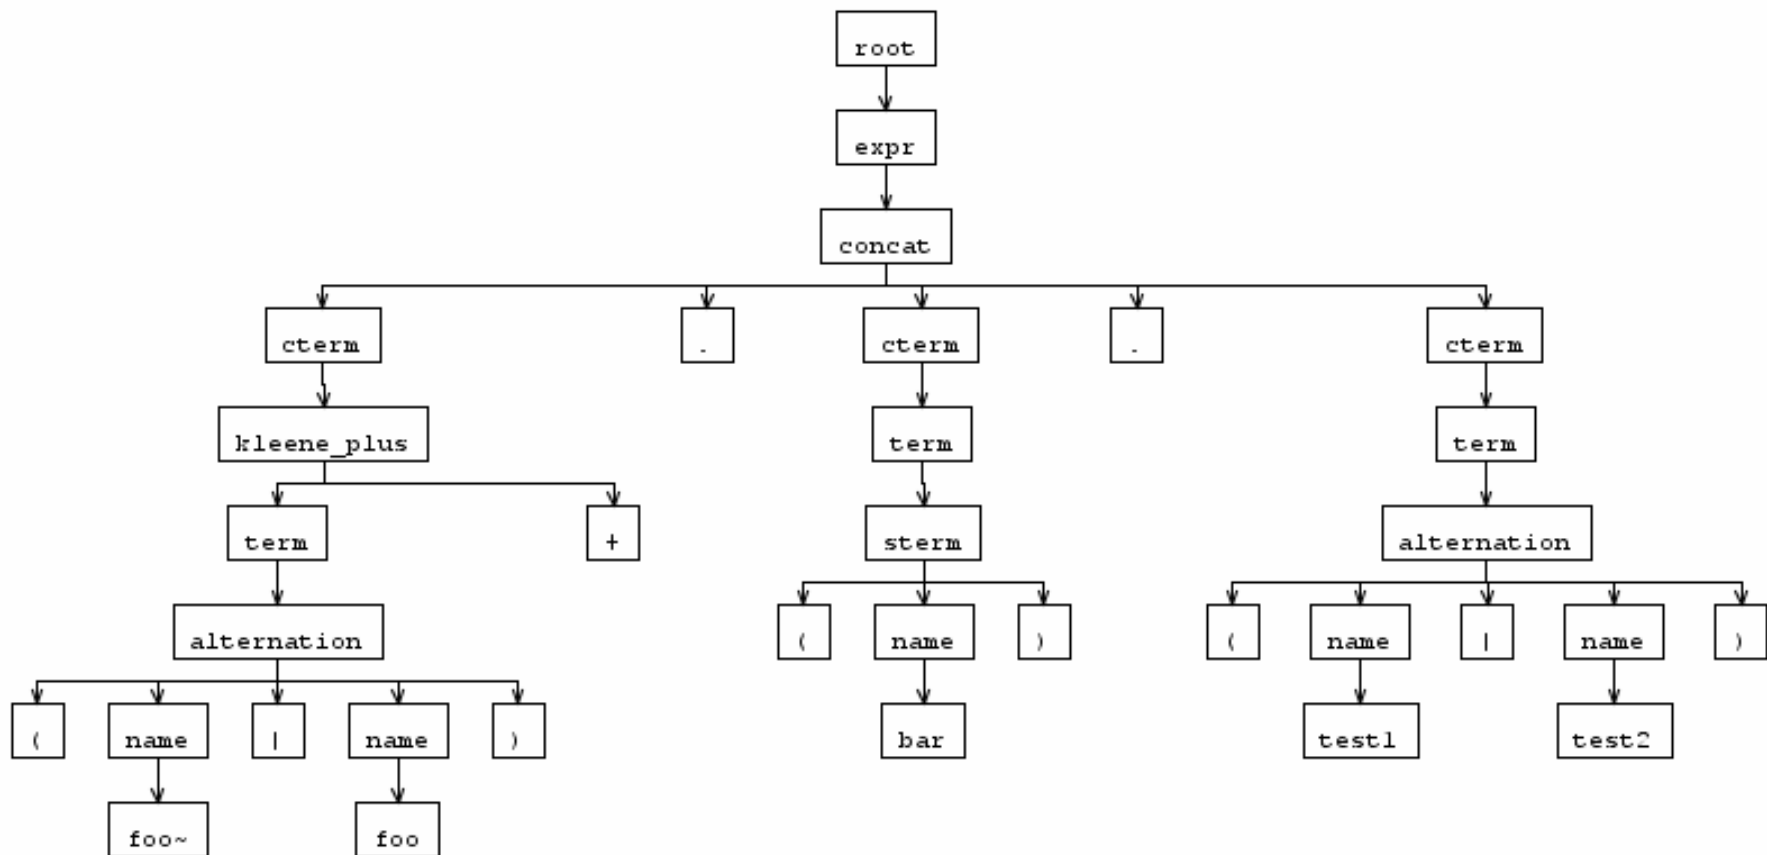 root
expr
concat
cterm . cterm . cterm
kleene_plus term term
term + sterm alternation
alternation ( name ) ( name | name )
( name | name ) bar test1 test2
foo~ foo